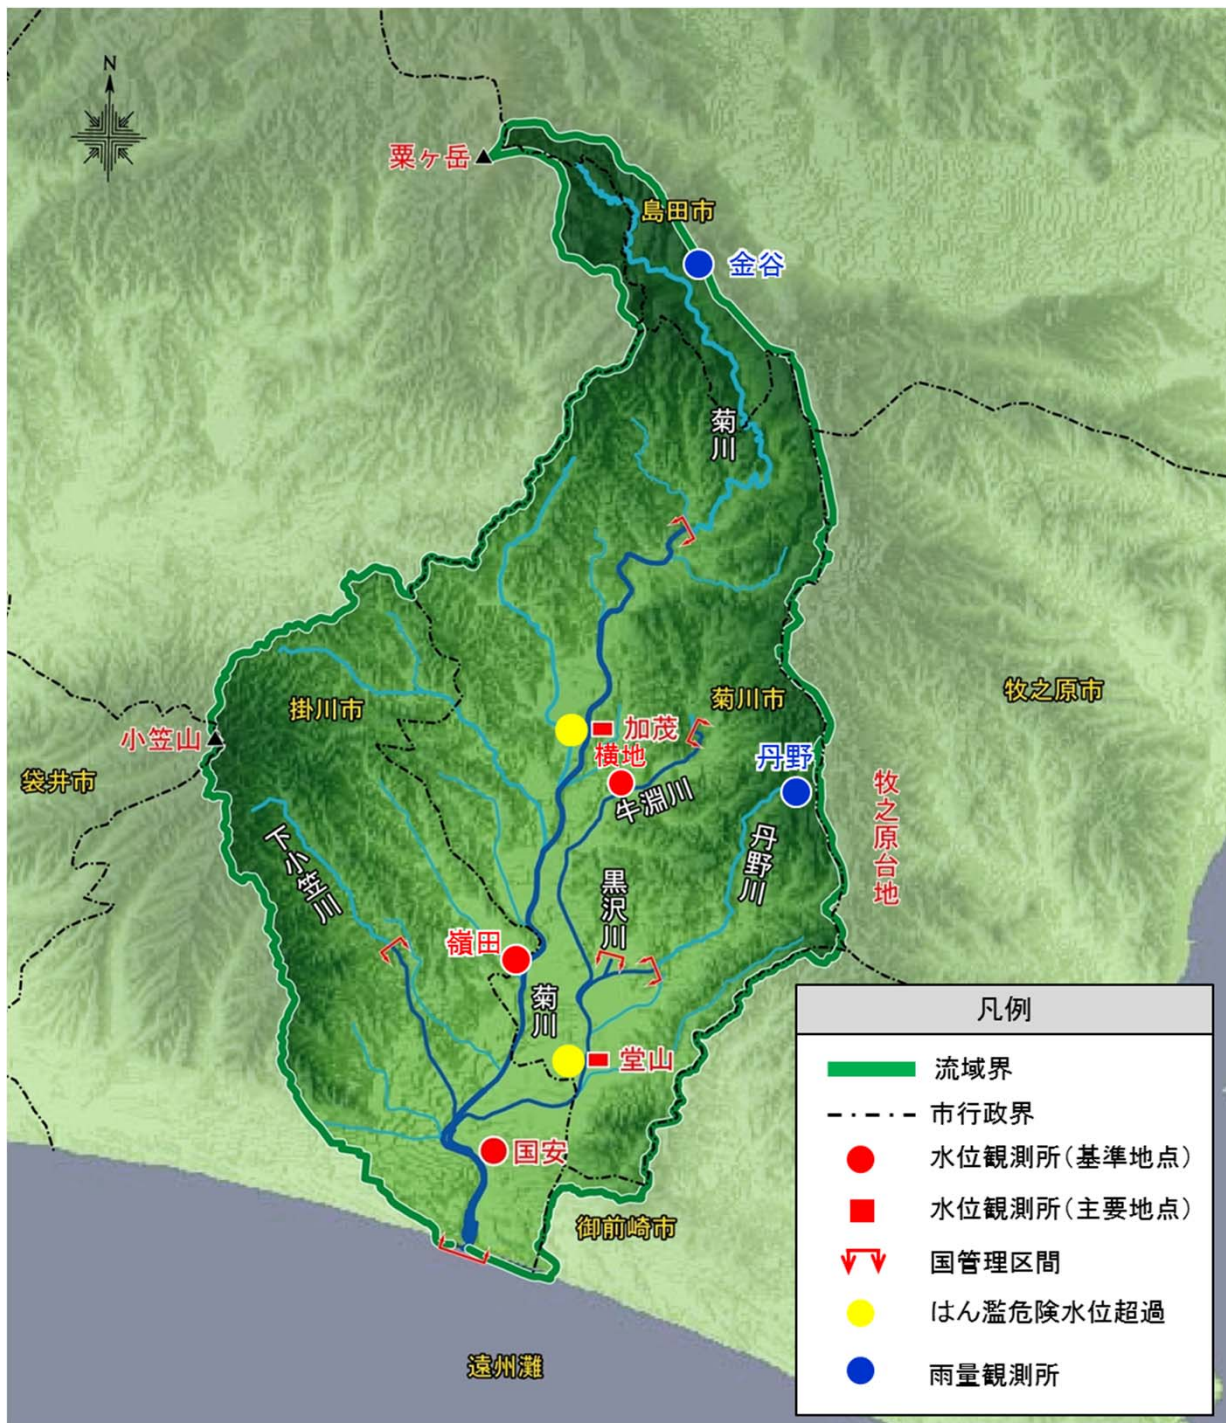 N
粟ヶ岳
島田市
金谷
菊川
掛川市
菊川市
牧之原市
小笠山
加茂
横地
丹野
袋井市
牛淵川
牧之原台地
下小笠川
丹野川
黒沢川
嶺田
菊川
堂山
国安
御前崎市
遠州灘
凡例
流域界
市行政界
水位観測所(基準地点)
水位観測所(主要地点)
国管理区間
はん濫危険水位超過
雨量観測所